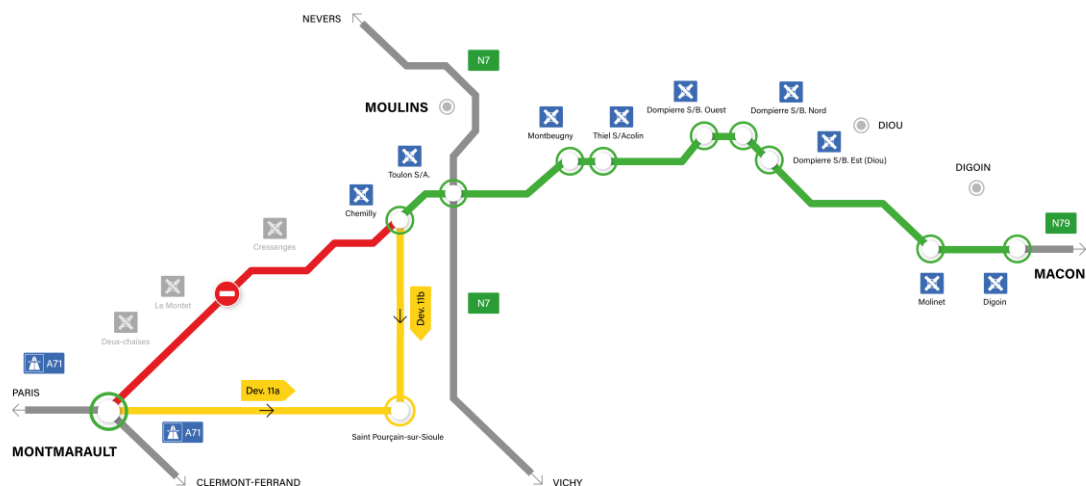 NEVERS
N7
MOULINS
Dompierre S/B. Ouest
Dompierre S/B. Nord
Montbeugny
Thiel S/Acolin
DIOU
Toulon S/A.
Dompierre S/B. Est (Diou)
DIGOIN
Chemilly
N79
Cressanges
MACON
Le Montet
N7
Dev. 11b
Molinet
Digoin
Deux-chaises
A71
PARIS
Dev. 11a
A71
Saint Pourçain-sur-Sioule
MONTMARAULT
CLERMONT-FERRAND
VICHY